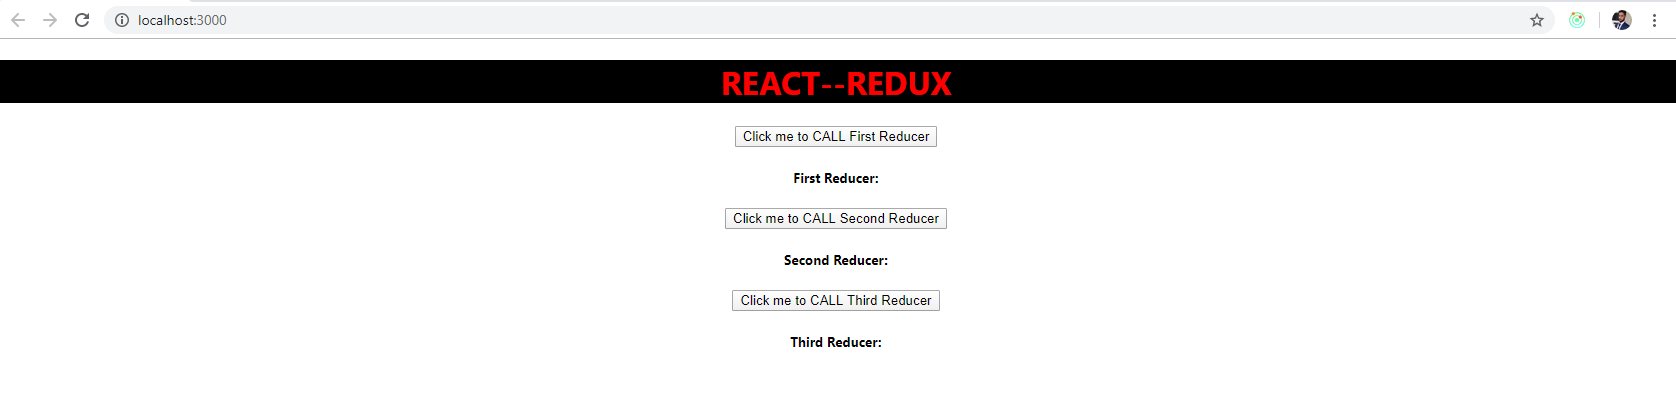 localhost:3000
REACT--REDUX
Click me to CALL First Reducer
First Reducer:
Click me to CALL Second Reducer
Second Reducer:
Click me to CALL Third Reducer
Third Reducer: